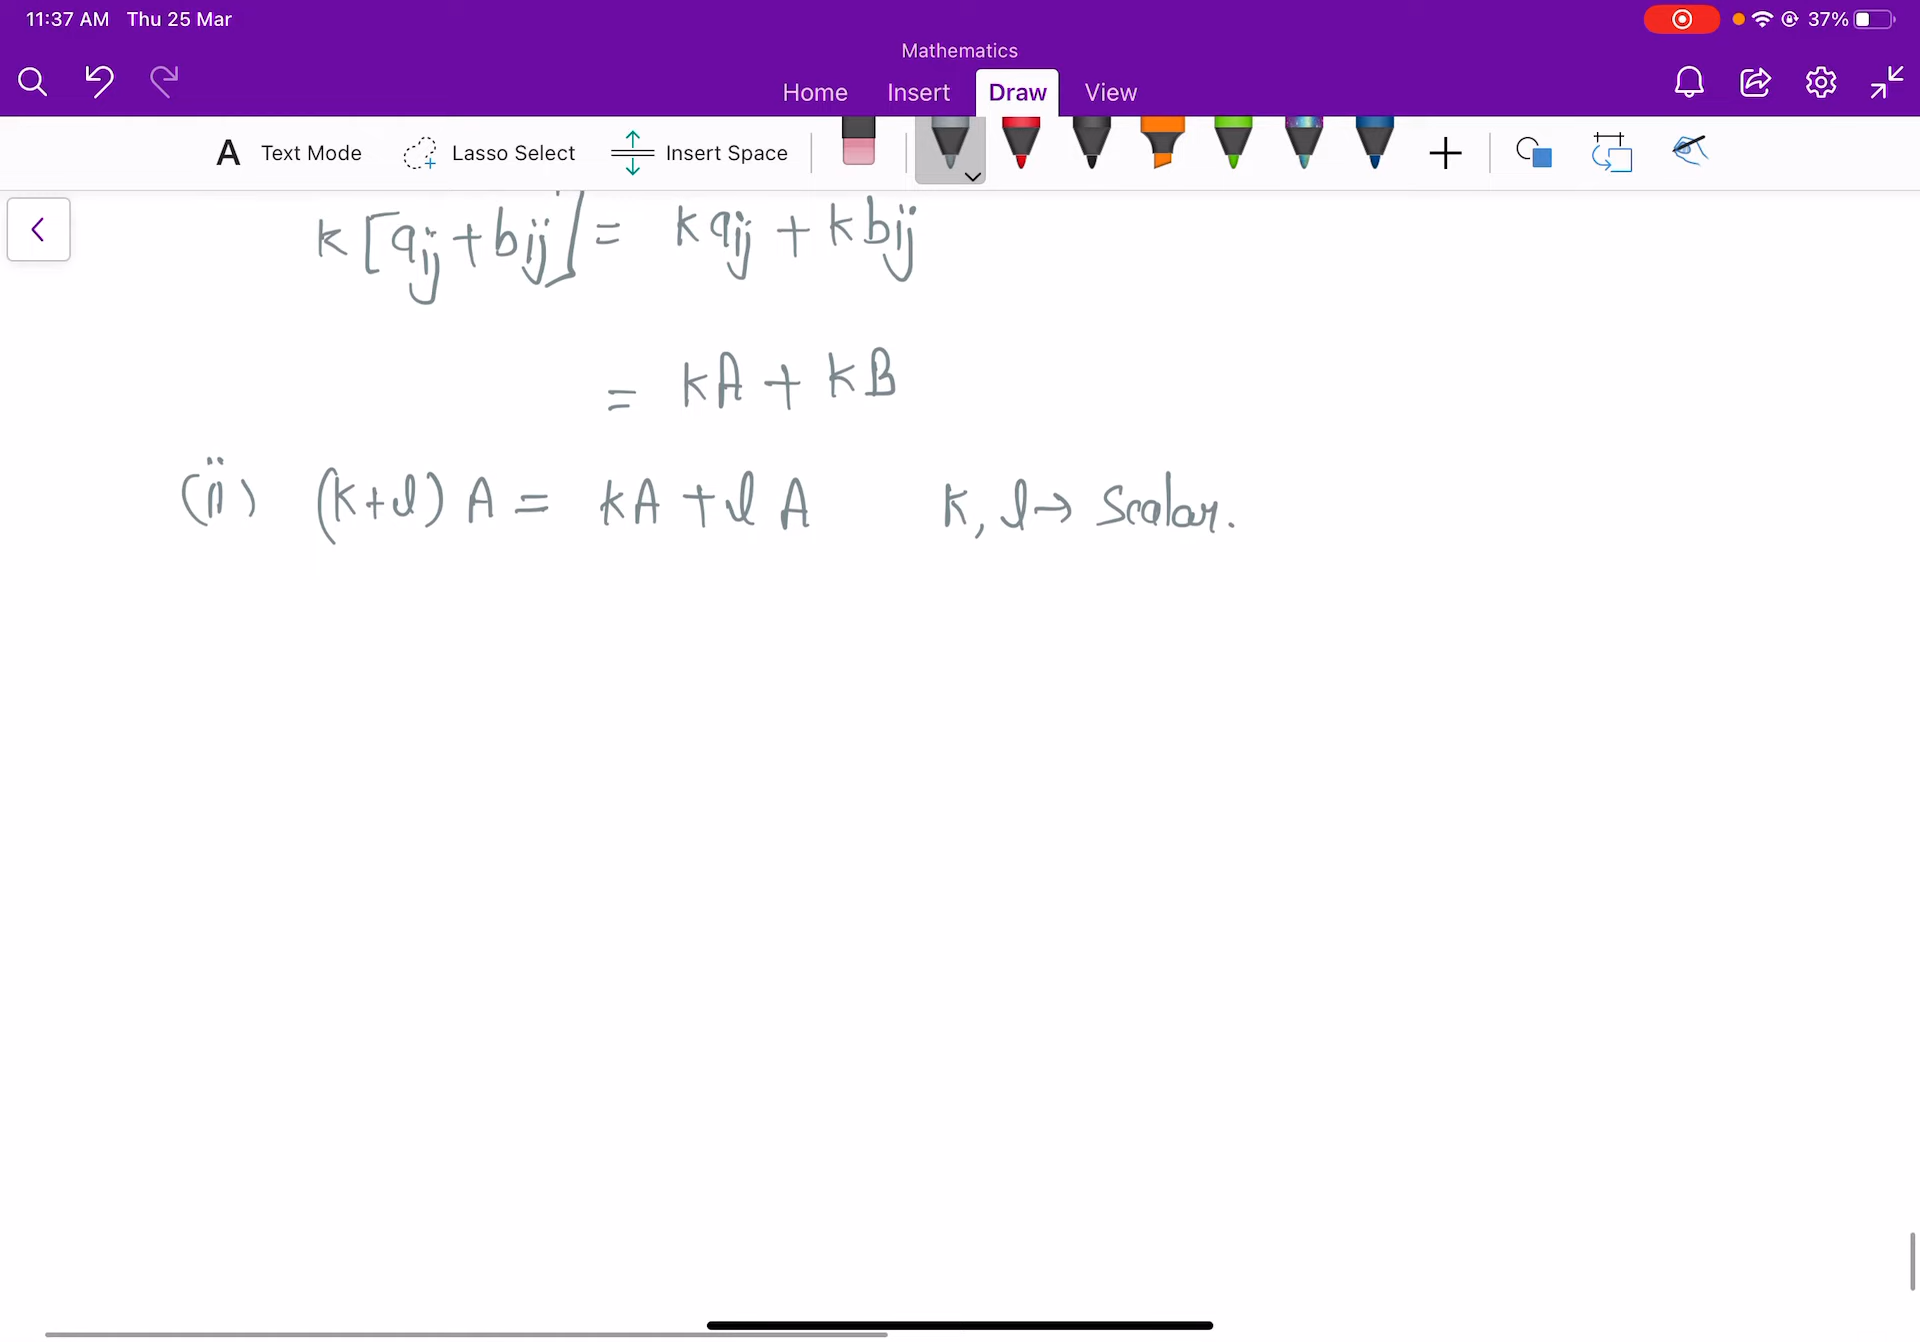 11:37 AM Thu 25 Mar
37%
Mathematics
Home Insert Draw View
A Text Mode Lasso Select Insert Space
k[aij+bij] = kaij + kbij
= kA + kB
(ii) (k+l) A = kA + l A k, l → Scalar.